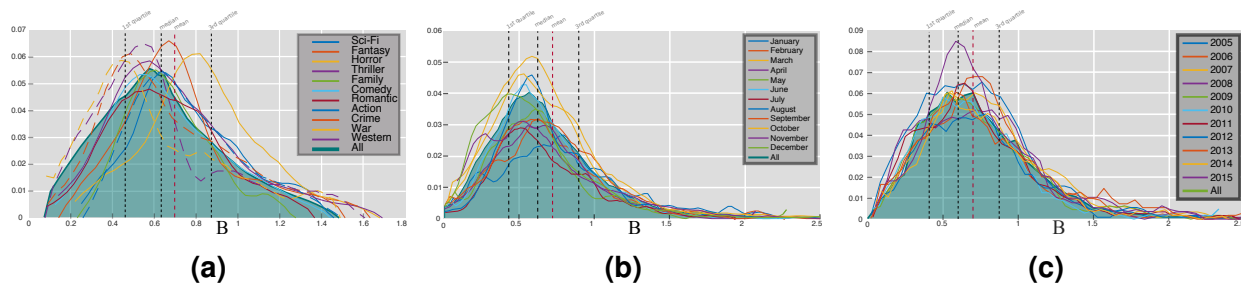 1st quartile
median
mean
3rd quartile
0.07
0.06
0.05
0.04
0.03
0.02
0.01
0
0
0.2
0.4
0.6
0.8
1.0
1.2
1.4
1.6
1.8
B
Sci-Fi
Fantasy
Horror
Thriller
Family
Comedy
Romantic
Action
Crime
War
Western
All
(a)
1st quartile
median
mean
3rd quartile
0.06
0.05
0.04
0.03
0.02
0.01
0
0
0.5
1
1.5
2
2.5
B
January
February
March
April
May
June
July
August
September
October
November
December
All
(b)
1st quartile
median
mean
3rd quartile
0.09
0.08
0.07
0.06
0.05
0.04
0.03
0.02
0.01
0
0
0.5
1
1.5
2
2.5
B
2005
2006
2007
2008
2009
2010
2011
2012
2013
2014
2015
All
(c)